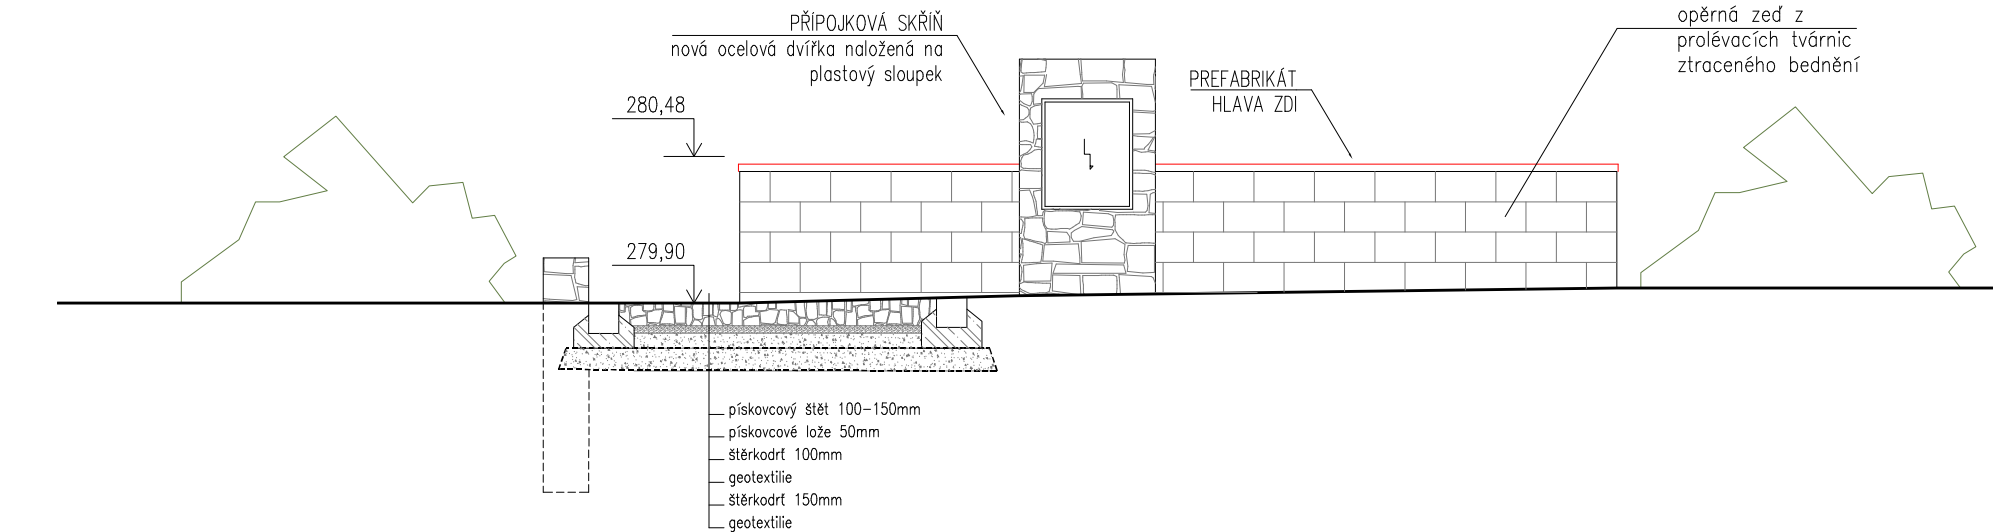 PŘÍPOJKOVÁ SKŘÍŇ
nová ocelová dvířka naložená na
plastový sloupek
opěrná zeď z
prolévacích tvárnic
ztraceného bednění
PREFABRIKÁT
HLAVA ZDI
280,48
279,90
pískovcový štět 100-150mm
pískovcové lože 50mm
štěrkodrť 100mm
geotextilie
štěrkodrť 150mm
geotextilie